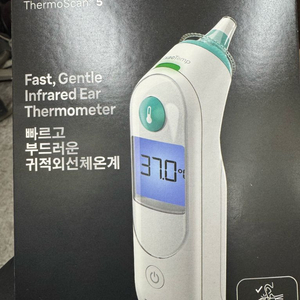 ThermoScan® 5
Fast, Gentle
Infrared Ear
Thermometer
빠르고
부드러운
귀적외선체온계
37.0°